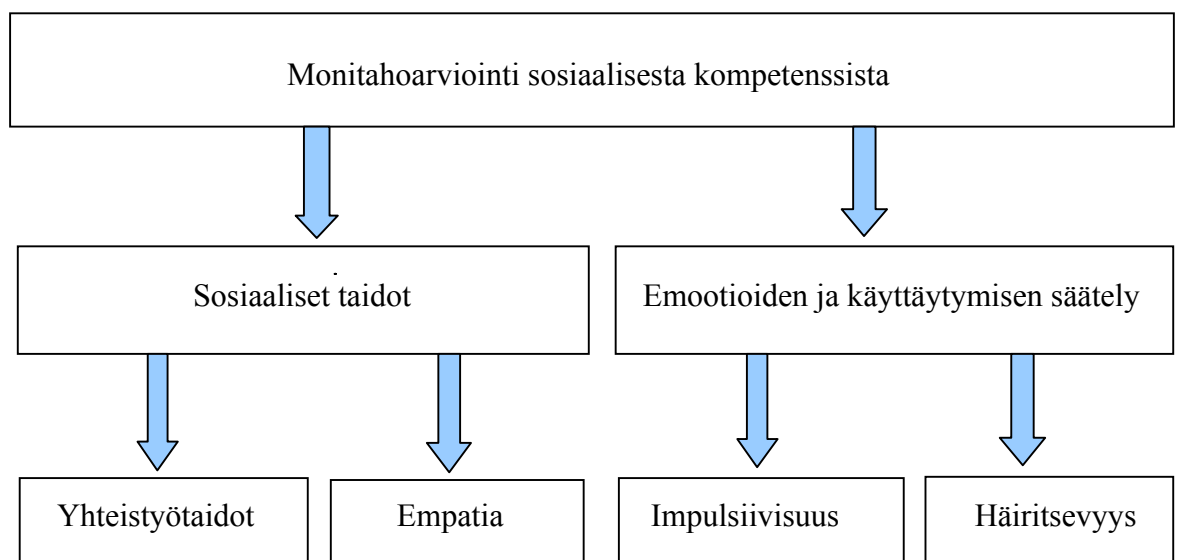 Monitahoarviointi sosiaalisesta kompetenssista
Sosiaaliset taidot
Emootioiden ja käyttäytymisen säätely
Yhteistyötaidot
Empatia
Impulsiivisuus
Häiritsevyys